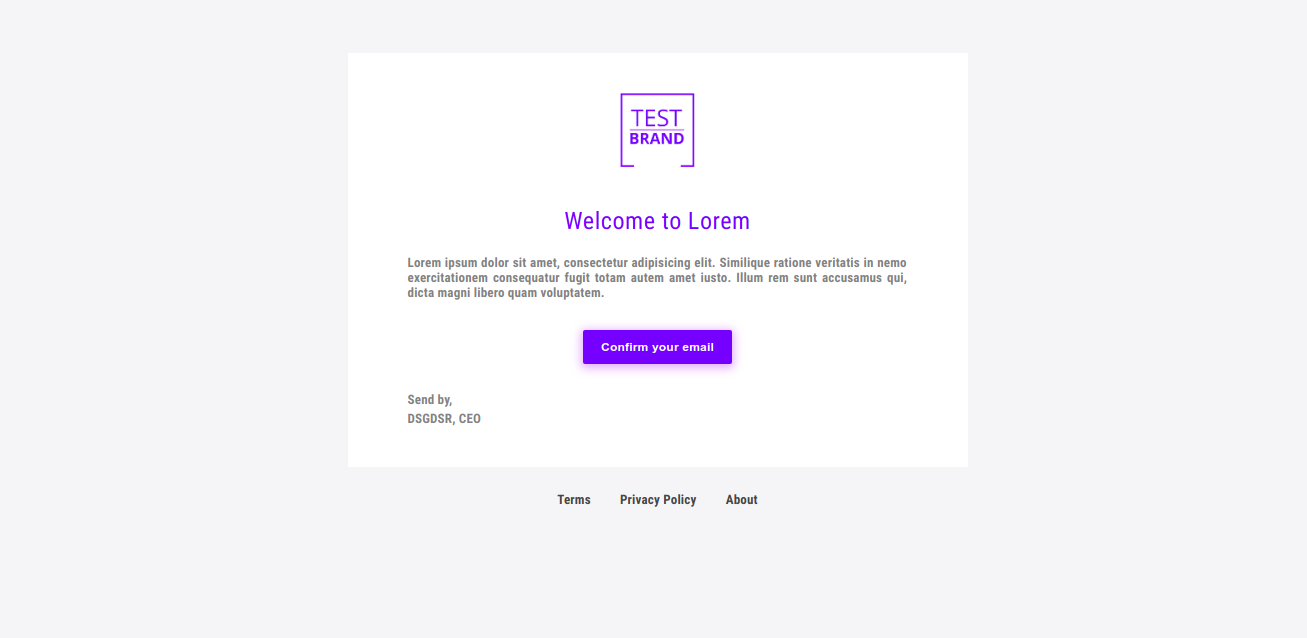 TEST
BRAND
Welcome to Lorem
Lorem ipsum dolor sit amet, consectetur adipisicing elit. Similique ratione veritatis in nemo
exercitationem consequatur fugit totam autem amet iusto. Illum rem sunt accusamus qui,
dicta magni libero quam voluptatem.
Confirm your email
Send by,
DSGDSR, CEO
Terms Privacy Policy About